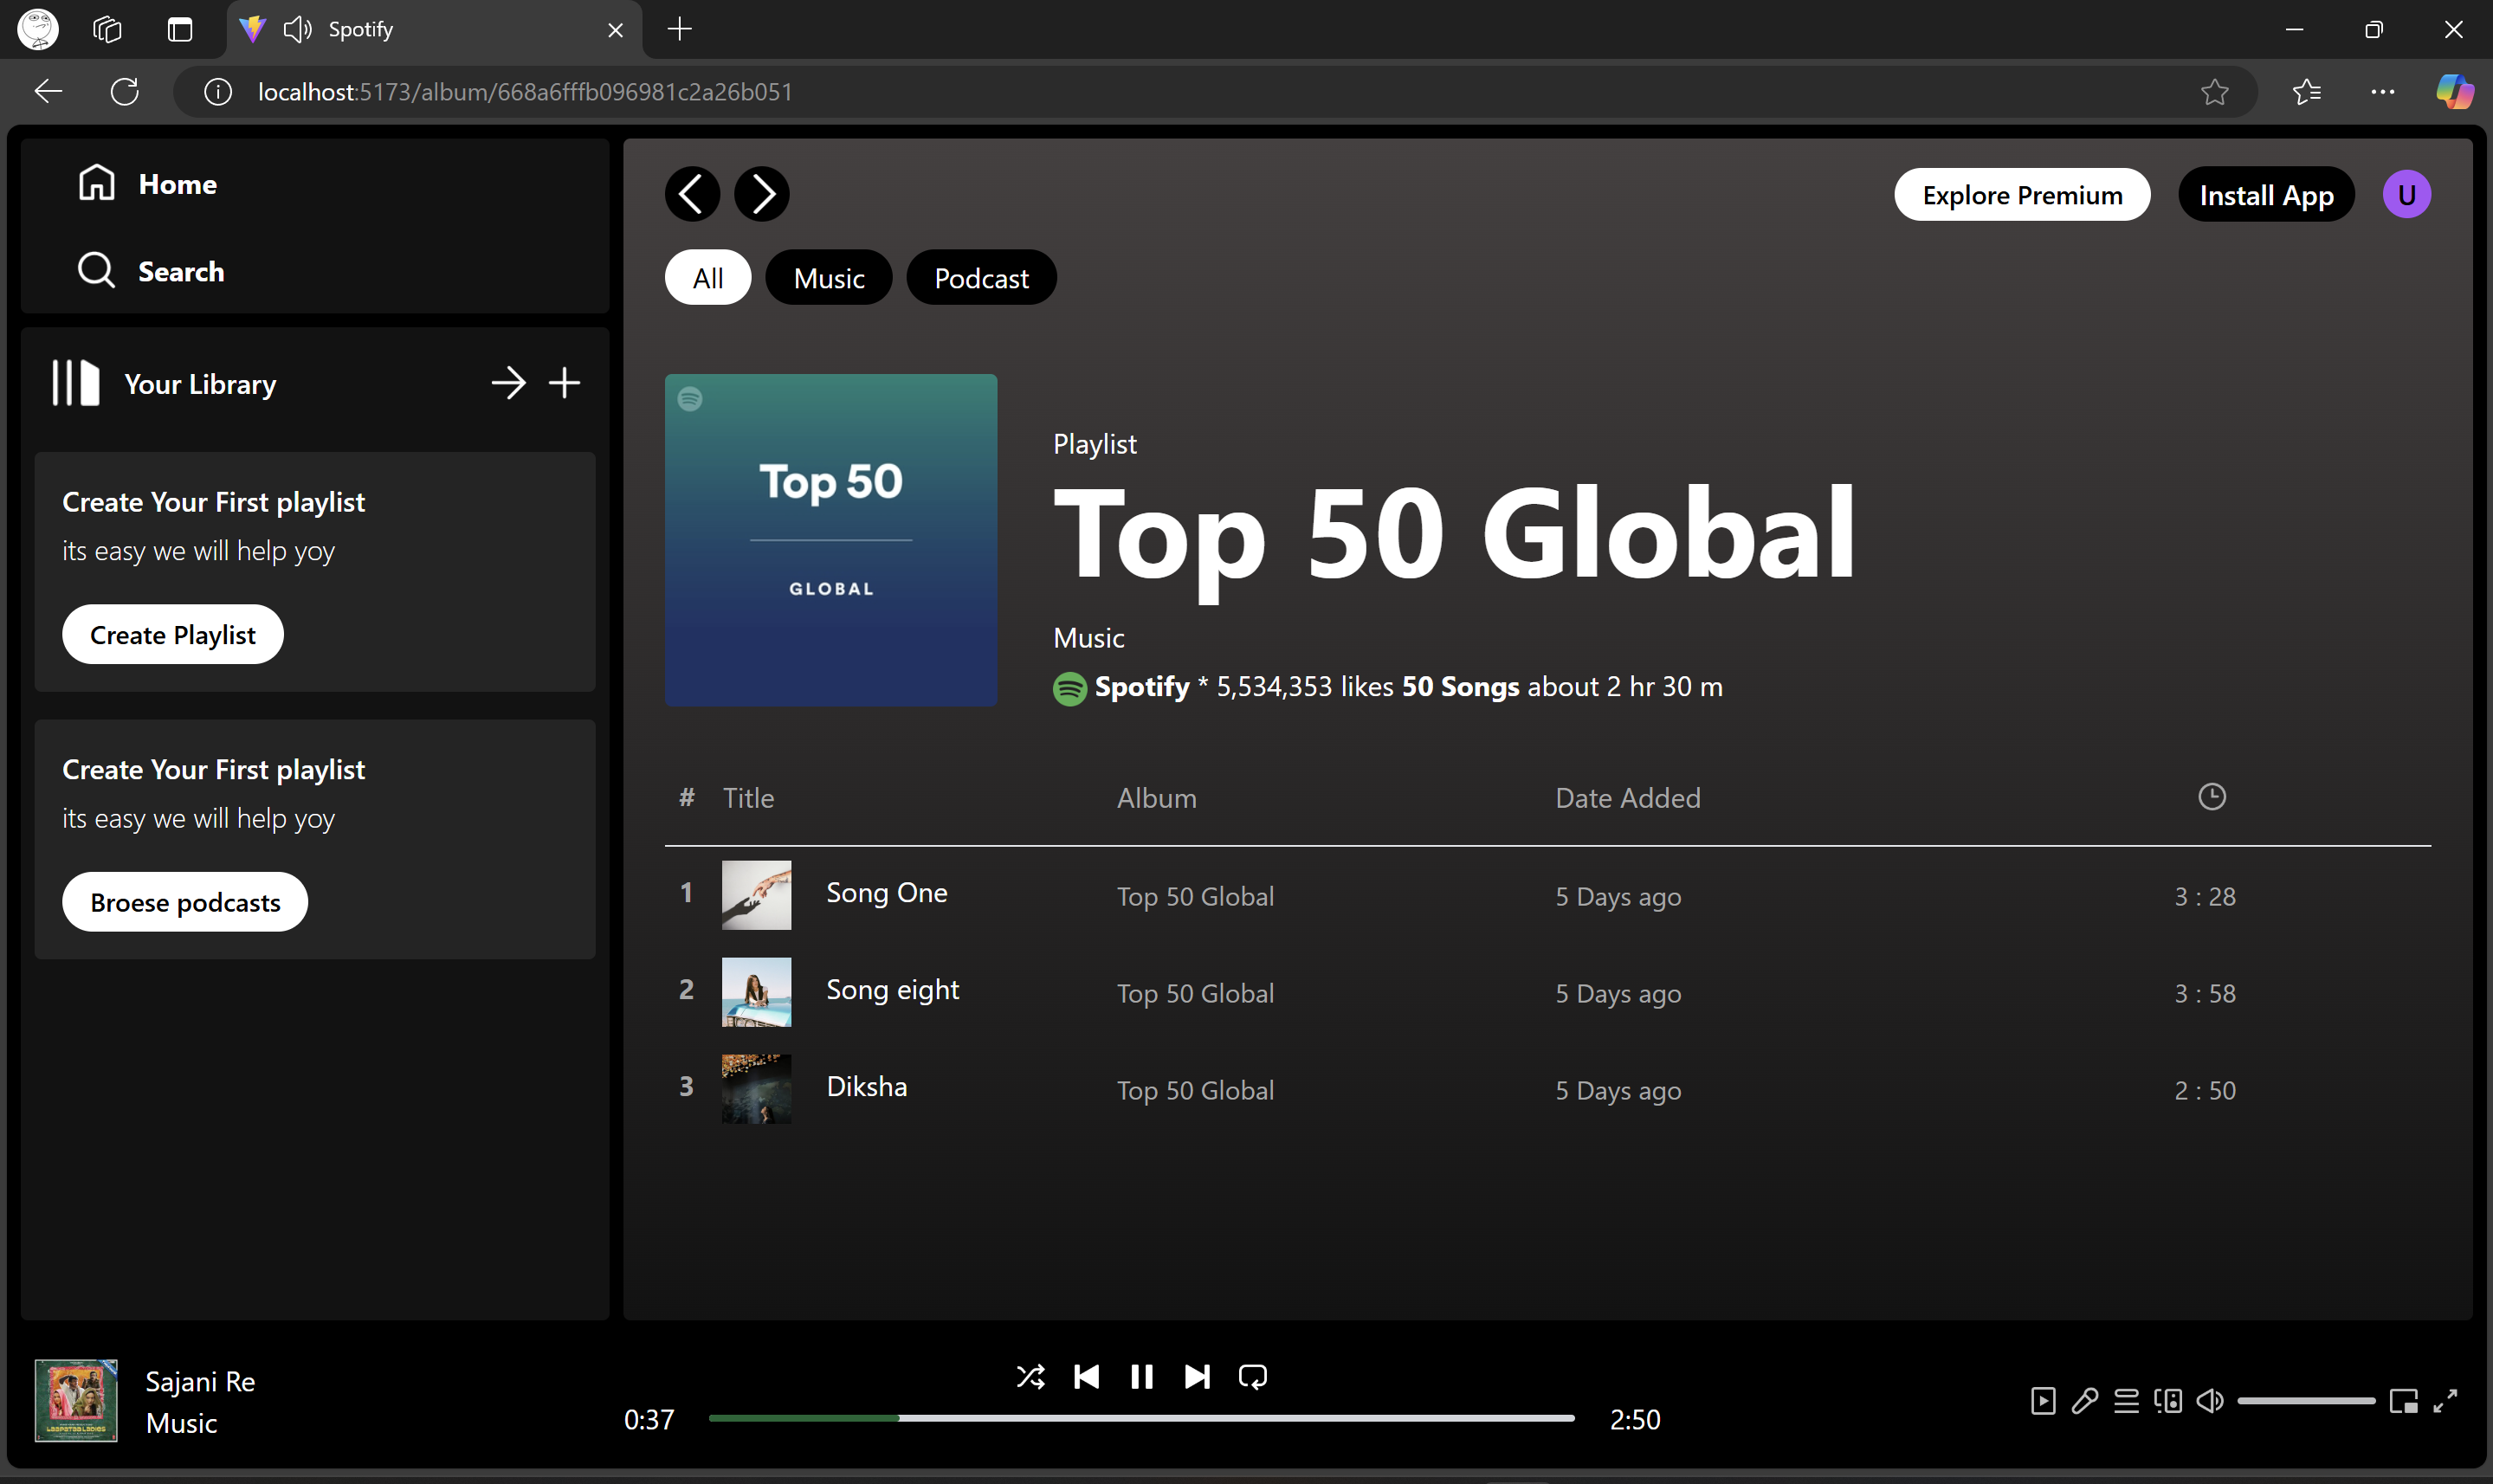 Spotify
localhost:5173/album/668a6fffb096981c2a26b051
Home
Search
Your Library
Create Your First playlist
its easy we will help yoy
Create Playlist
Create Your First playlist
its easy we will help yoy
Broese podcasts
Explore Premium
Install App
U
All
Music
Podcast
Top 50
GLOBAL
Playlist
Top 50 Global
Music
Spotify * 5,534,353 likes 50 Songs about 2 hr 30 m
# Title Album Date Added
1 Song One Top 50 Global 5 Days ago 3 : 28
2 Song eight Top 50 Global 5 Days ago 3 : 58
3 Diksha Top 50 Global 5 Days ago 2 : 50
LAAPATAA LADIES
Sajani Re
Music
0:37
2:50